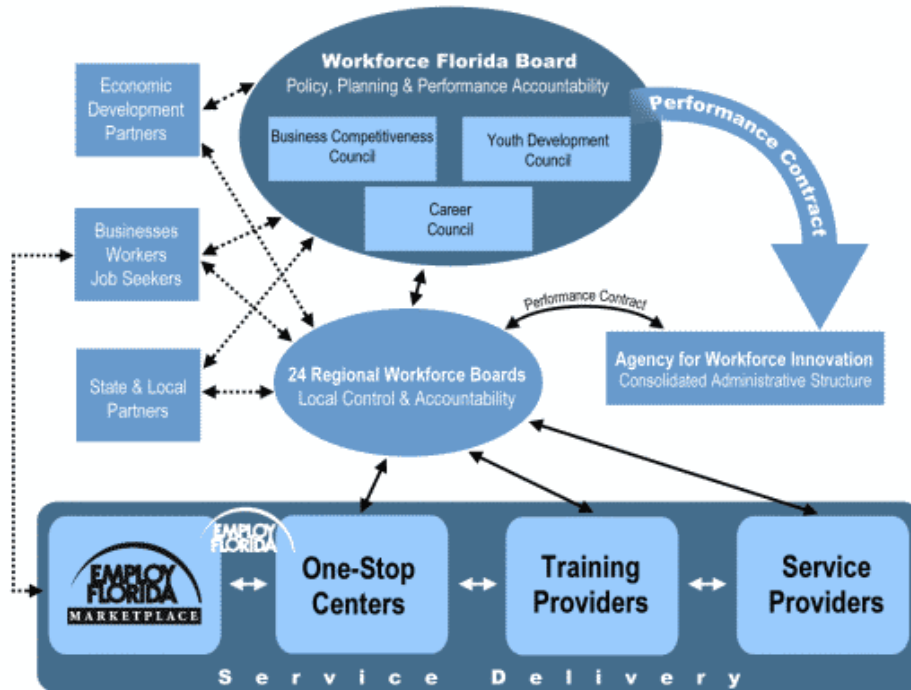 Workforce Florida Board
Policy, Planning & Performance Accountability
Business Competitiveness
Council
Youth Development
Council
Career
Council
Performance Contract
Economic
Development
Partners
Businesses
Workers
Job Seekers
State & Local
Partners
Performance Contract
24 Regional Workforce Boards
Local Control & Accountability
Agency for Workforce Innovation
Consolidated Administrative Structure
EMPLOY
FLORIDA
MARKETPLACE
EMPLOY
FLORIDA
One-Stop
Centers
Training
Providers
Service
Providers
Service Delivery